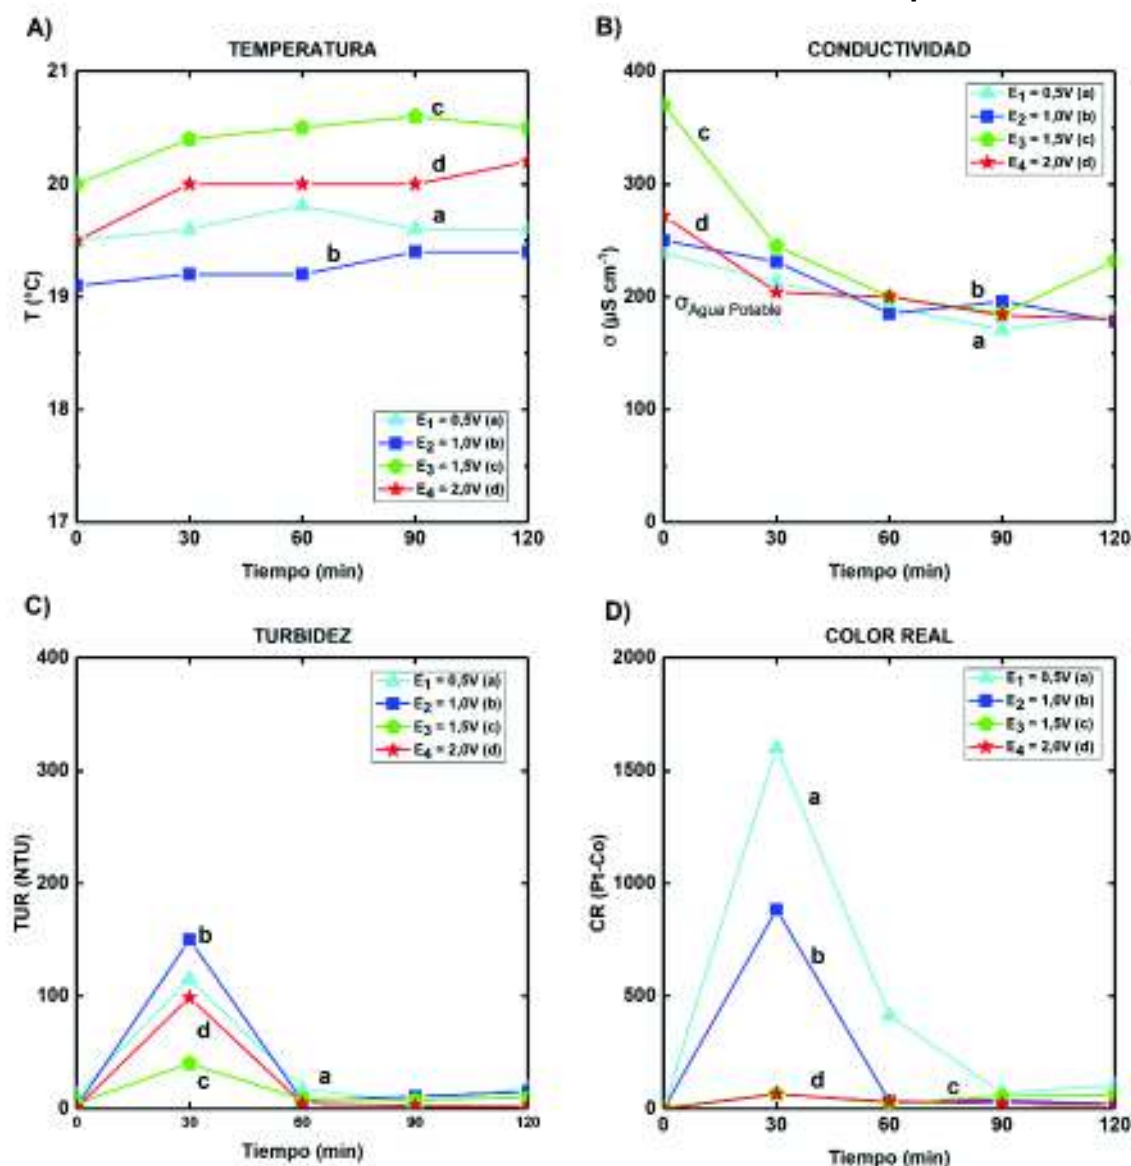 A)
TEMPERATURA
21
20
19
18
17
T (°C)
c
d
a
b
E1 = 0,5V (a)
E2 = 1,0V (b)
E3 = 1,5V (c)
E4 = 2,0V (d)
0 30 60 90 120
Tiempo (min)
B)
CONDUCTIVIDAD
400
300
200
100
0
σ (µS cm⁻¹)
E1 = 0,5V (a)
E2 = 1,0V (b)
E3 = 1,5V (c)
E4 = 2,0V (d)
c
d
σAgua Potable
b
a
0 30 60 90 120
Tiempo (min)
C)
TURBIDEZ
400
300
200
100
0
TUR (NTU)
E1 = 0,5V (a)
E2 = 1,0V (b)
E3 = 1,5V (c)
E4 = 2,0V (d)
b
d
c
a
0 30 60 90 120
Tiempo (min)
D)
COLOR REAL
2000
1500
1000
500
0
CR (Pt-Co)
E1 = 0,5V (a)
E2 = 1,0V (b)
E3 = 1,5V (c)
E4 = 2,0V (d)
a
b
d
c
0 30 60 90 120
Tiempo (min)